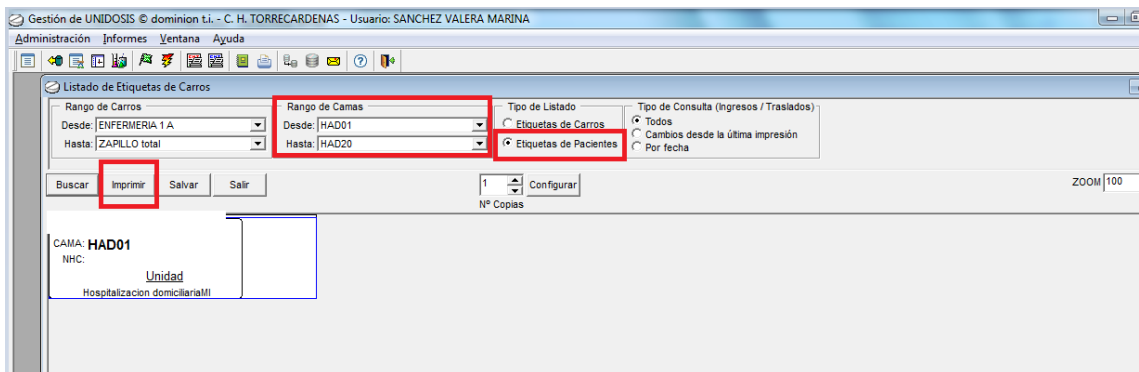 Gestión de UNIDOSIS © dominion t.i. - C. H. TORRECARDENAS - Usuario: SANCHEZ VALERA MARINA
Administración Informes Ventana Ayuda
Listado de Etiquetas de Carros
Rango de Carros Rango de Camas Tipo de Listado Tipo de Consulta (Ingresos / Traslados)
Desde: ENFERMERIA 1 A Desde: HAD01 Etiquetas de Carros Todos
Cambios desde la última impresión
Hasta: ZAPILLO total Hasta: HAD20 Etiquetas de Pacientes Por fecha
Buscar Imprimir Salvar Salir 1 Configurar ZOOM 100
Nº Copias
CAMA: HAD01
NHC:
Unidad
Hospitalizacion domiciliariaMI